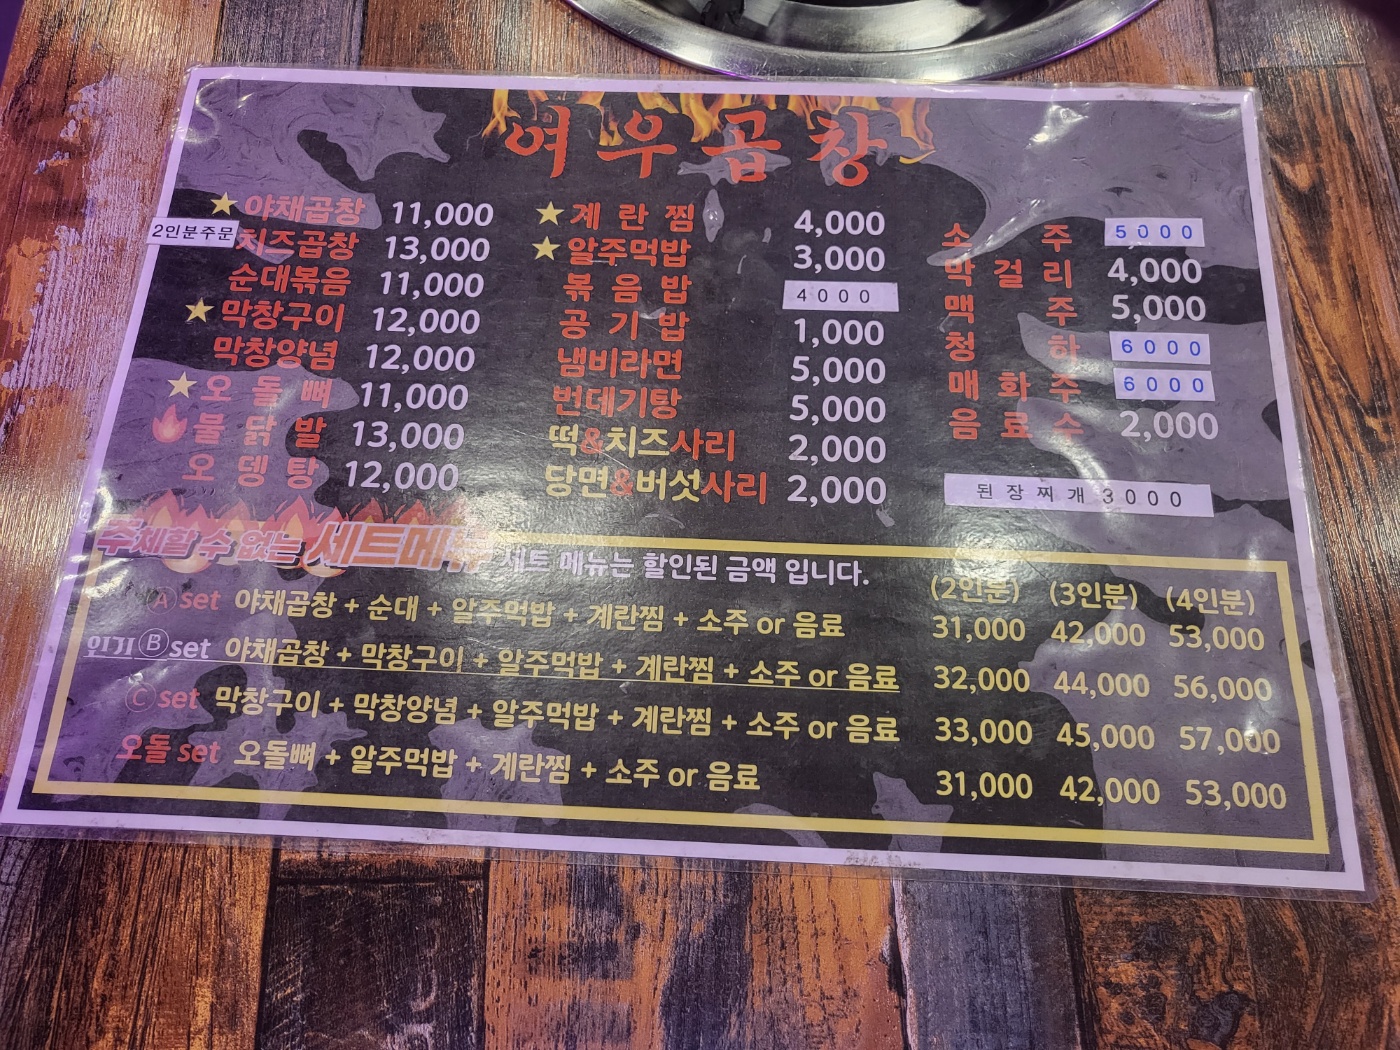 여우곱창
야채곱창 11,000
2인분주문 치즈곱창 13,000
순대볶음 11,000
막창구이 12,000
막창양념 12,000
오돌뼈 11,000
불닭발 13,000
오뎅탕 12,000
계란찜 4,000
알주먹밥 3,000
볶음밥 4000
공기밥 1,000
냄비라면 5,000
번데기탕 5,000
떡&치즈사리 2,000
당면&버섯사리 2,000
소주 5000
막걸리 4,000
맥주 5,000
청하 6000
매화주 6000
음료수 2,000
된장찌개 3000
주체할 수 없는 세트메뉴 세트 메뉴는 할인된 금액 입니다.
(2인분) (3인분) (4인분)
Ⓐ set 야채곱창 + 순대 + 알주먹밥 + 계란찜 + 소주 or 음료 31,000 42,000 53,000
인기 Ⓑ set 야채곱창 + 막창구이 + 알주먹밥 + 계란찜 + 소주 or 음료 32,000 44,000 56,000
Ⓒ set 막창구이 + 막창양념 + 알주먹밥 + 계란찜 + 소주 or 음료 33,000 45,000 57,000
오돌 set 오돌뼈 + 알주먹밥 + 계란찜 + 소주 or 음료 31,000 42,000 53,000